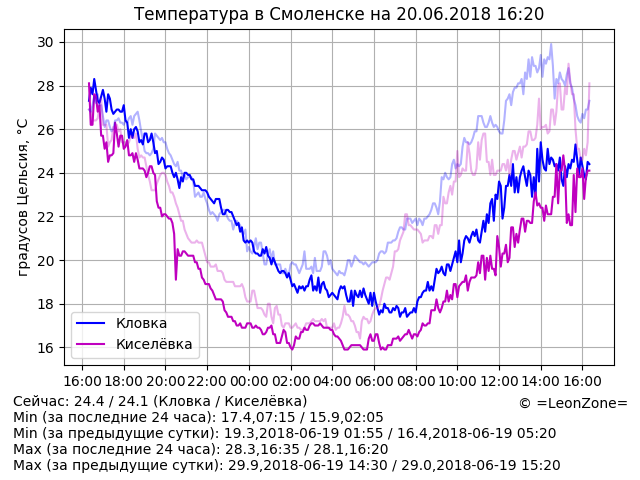 Температура в Смоленске на 20.06.2018 16:20
градусов Цельсия, °C
30
28
26
24
22
20
18
16
Кловка
Киселёвка
16:00 18:00 20:00 22:00 00:00 02:00 04:00 06:00 08:00 10:00 12:00 14:00 16:00
Сейчас: 24.4 / 24.1 (Кловка / Киселёвка)
© =LeonZone=
Min (за последние 24 часа): 17.4,07:15 / 15.9,02:05
Min (за предыдущие сутки): 19.3,2018-06-19 01:55 / 16.4,2018-06-19 05:20
Max (за последние 24 часа): 28.3,16:35 / 28.1,16:20
Max (за предыдущие сутки): 29.9,2018-06-19 14:30 / 29.0,2018-06-19 15:20